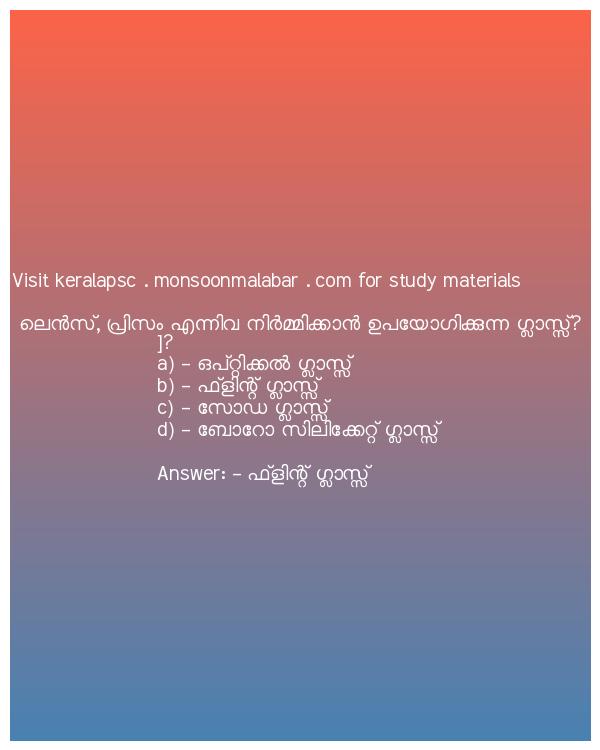 Visit keralapsc . monsoonmalabar . com for study materials
ലെൻസ്, പ്രിസം എന്നിവ നിർമ്മിക്കാൻ ഉപയോഗിക്കുന്ന ഗ്ലാസ്സ്?
]?
a) – ഒപ്റ്റിക്കൽ ഗ്ലാസ്സ്
b) – ഫ്ളിന്റ് ഗ്ലാസ്സ്
c) – സോഡ ഗ്ലാസ്സ്
d) – ബോറോ സിലിക്കേറ്റ് ഗ്ലാസ്സ്
Answer: – ഫ്ളിന്റ് ഗ്ലാസ്സ്